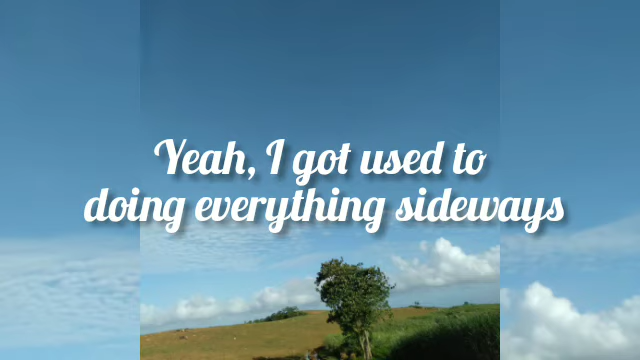 Yeah, I got used to
doing everything sideways